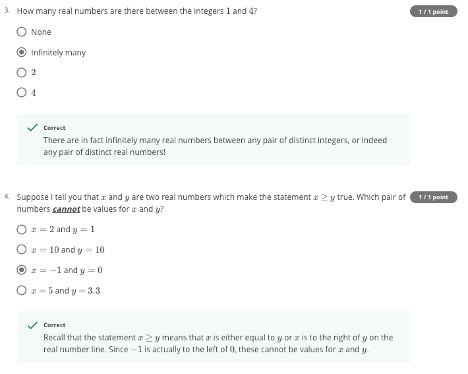 3. How many real numbers are there between the integers 1 and 4?
1 / 1 point
None
Infinitely many
2
4
Correct
There are in fact infinitely many real numbers between any pair of distinct integers, or indeed
any pair of distinct real numbers!
4. Suppose I tell you that x and y are two real numbers which make the statement x ≥ y true. Which pair of
1 / 1 point
numbers cannot be values for x and y?
x = 2 and y = 1
x = 10 and y = 10
x = −1 and y = 0
x = 5 and y = 3.3
Correct
Recall that the statement x ≥ y means that x is either equal to y or x is to the right of y on the
real number line. Since −1 is actually to the left of 0, these cannot be values for x and y.